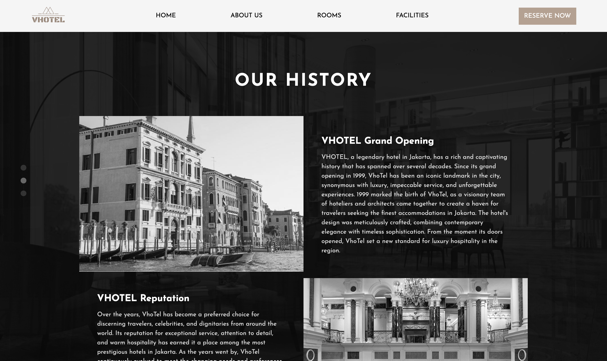 VHOTEL
HOME
ABOUT US
ROOMS
FACILITIES
RESERVE NOW
OUR HISTORY
VHOTEL Grand Opening
VHOTEL, a legendary hotel in Jakarta, has a rich and captivating
history that has spanned over several decades. Since its grand
opening in 1999, VhoTel has been an iconic landmark in the city,
synonymous with luxury, impeccable service, and unforgettable
experiences. 1999 marked the birth of VhoTel, as a visionary team
of hoteliers and architects came together to create a haven for
travelers seeking the finest accommodations in Jakarta. The hotel's
design was meticulously crafted, combining contemporary
elegance with timeless sophistication. From the moment its doors
opened, VhoTel set a new standard for luxury hospitality in the
region.
VHOTEL Reputation
Over the years, VhoTel has become a preferred choice for
discerning travelers, celebrities, and dignitaries from around the
world. Its reputation for exceptional service, attention to detail,
and warm hospitality has earned it a place among the most
prestigious hotels in Jakarta. As the years went by, VhoTel